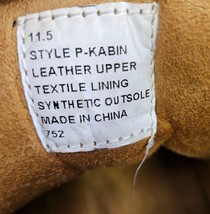 11.5
STYLE P-KABIN
LEATHER UPPER
TEXTILE LINING
SYNTHETIC OUTSOLE
MADE IN CHINA
752